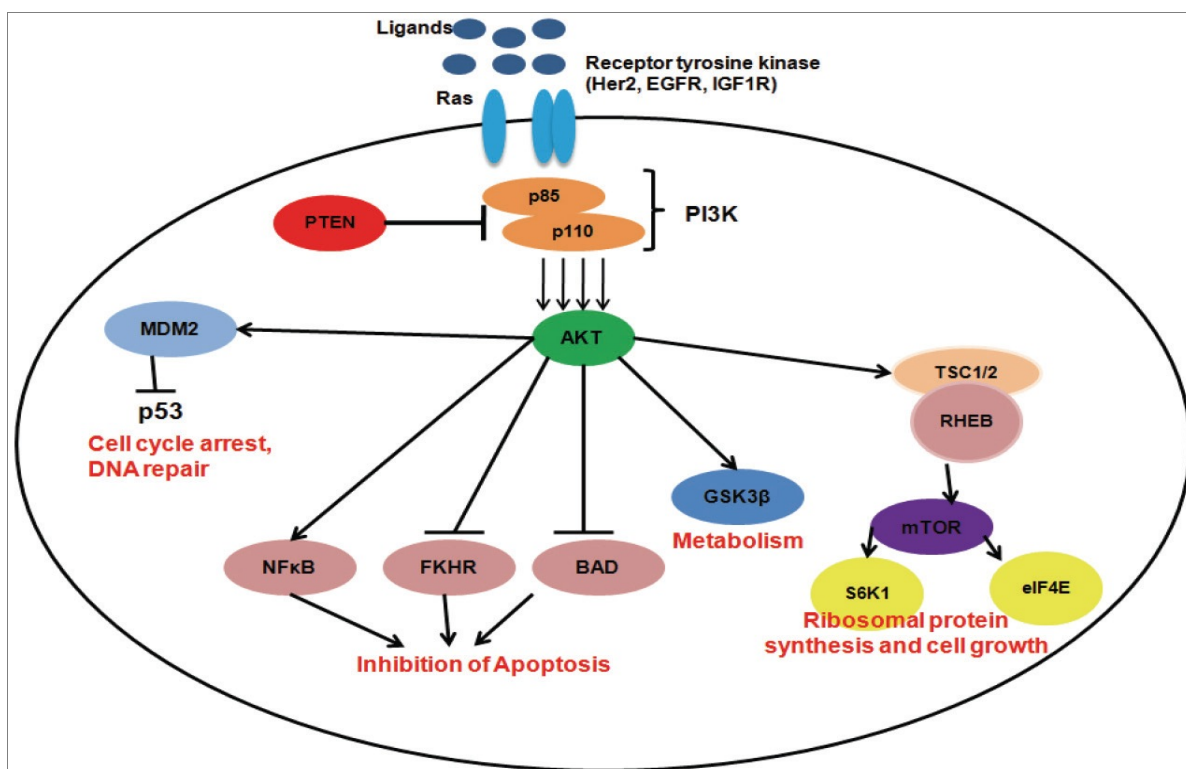 Ligands
Receptor tyrosine kinase
(Her2, EGFR, IGF1R)
Ras
p85
PTEN
PI3K
p110
MDM2
AKT
TSC1/2
p53
RHEB
Cell cycle arrest,
DNA repair
GSK3β
mTOR
Metabolism
NFκB
FKHR
BAD
S6K1
eIF4E
Ribosomal protein
synthesis and cell growth
Inhibition of Apoptosis